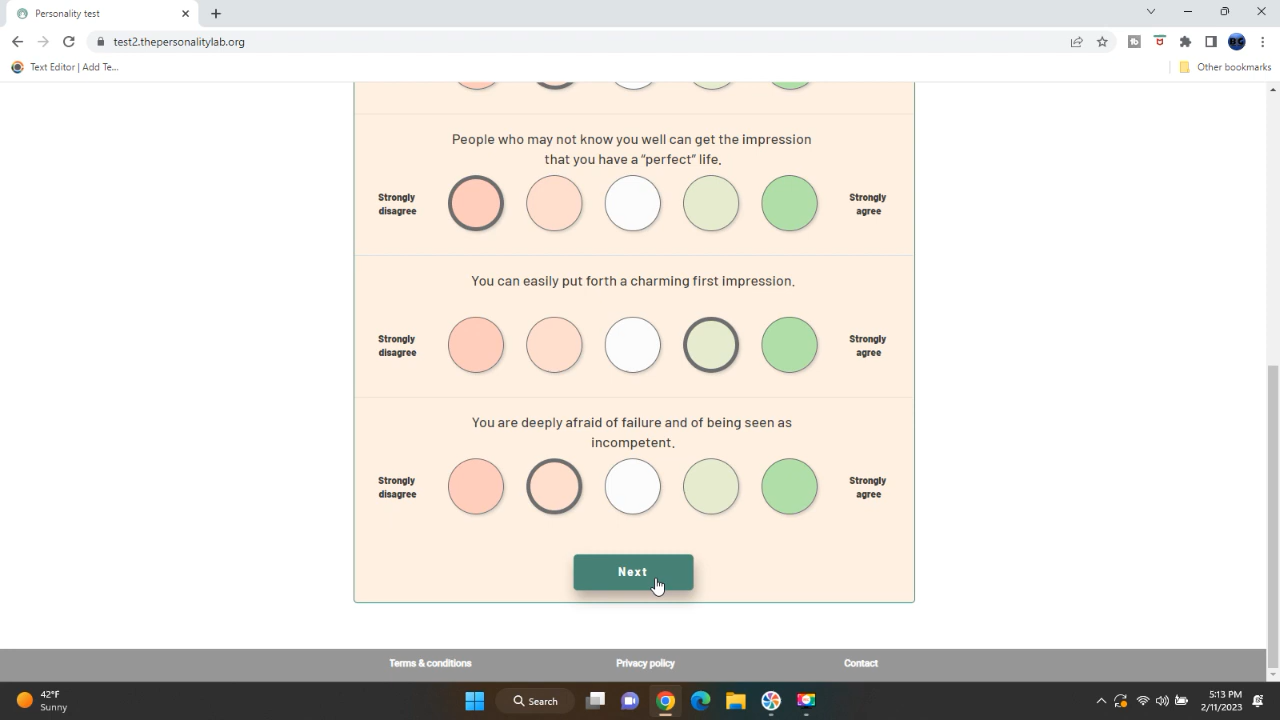 Personality test
test2.thepersonalitylab.org
Text Editor | Add Te...
Other bookmarks
People who may not know you well can get the impression
that you have a “perfect” life.
Strongly
disagree
Strongly
agree
You can easily put forth a charming first impression.
Strongly
disagree
Strongly
agree
You are deeply afraid of failure and of being seen as
incompetent.
Strongly
disagree
Strongly
agree
Next
Terms & conditions
Privacy policy
Contact
42°F
Sunny
Search
5:13 PM
2/11/2023